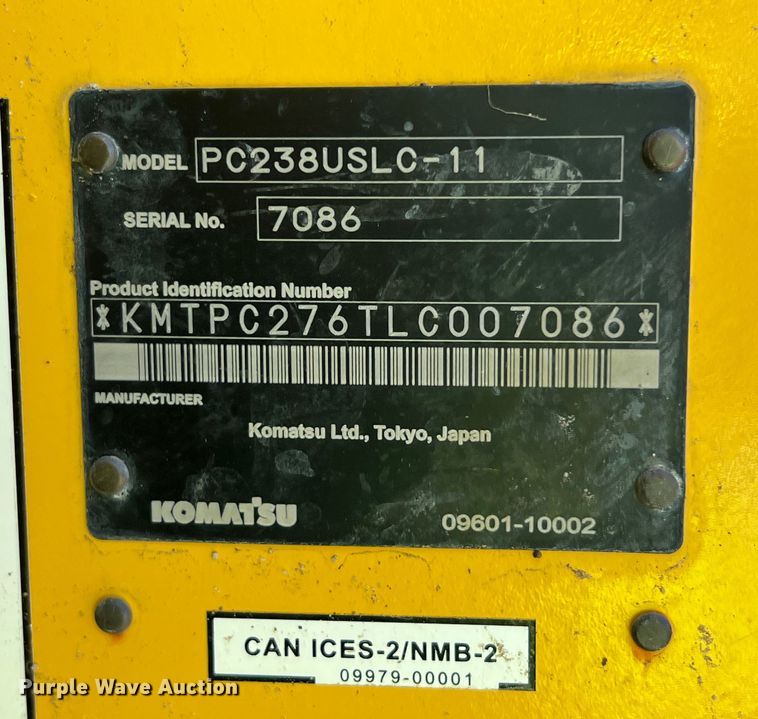 MODEL PC238USLC-11
SERIAL No. 7086
Product Identification Number
*KMTPC276TLC007086*
MANUFACTURER
Komatsu Ltd., Tokyo, Japan
KOMATSU 09601-10002
CAN ICES-2/NMB-2
09979-00001
Purple Wave Auction